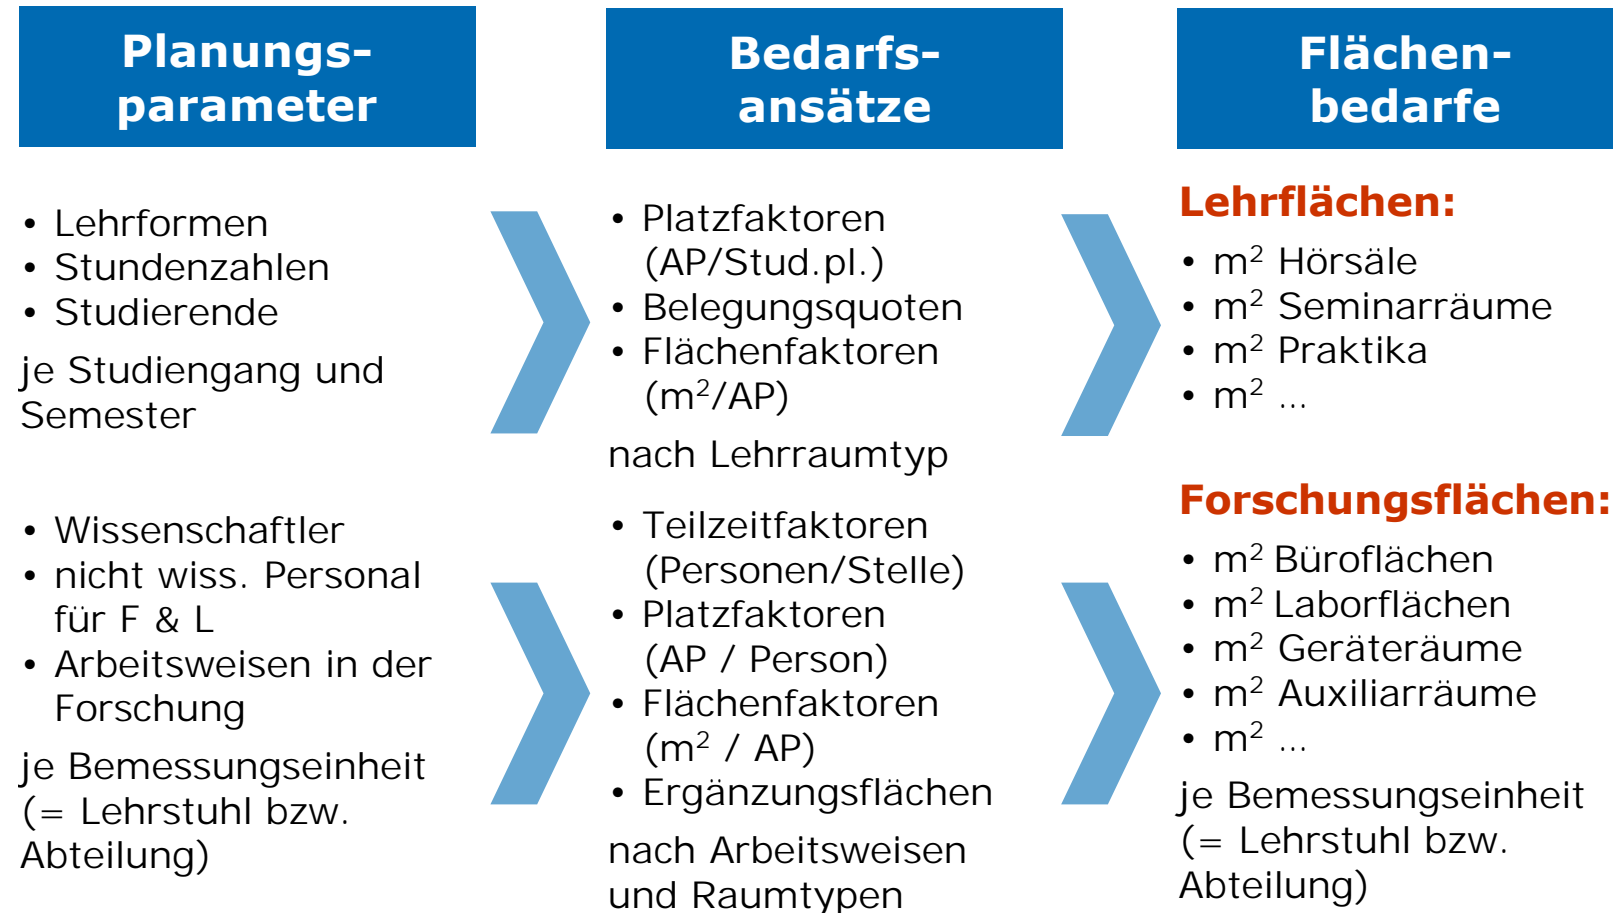 Planungs-
parameter
• Lehrformen
• Stundenzahlen
• Studierende
je Studiengang und
Semester
• Wissenschaftler
• nicht wiss. Personal
für F & L
• Arbeitsweisen in der
Forschung
je Bemessungseinheit
(= Lehrstuhl bzw.
Abteilung)
Bedarfs-
ansätze
• Platzfaktoren
(AP/Stud.pl.)
• Belegungsquoten
• Flächenfaktoren
(m²/AP)
nach Lehrraumtyp
• Teilzeitfaktoren
(Personen/Stelle)
• Platzfaktoren
(AP / Person)
• Flächenfaktoren
(m² / AP)
• Ergänzungsflächen
nach Arbeitsweisen
und Raumtypen
Flächen-
bedarfe
Lehrflächen:
• m² Hörsäle
• m² Seminarräume
• m² Praktika
• m² ...
Forschungsflächen:
• m² Büroflächen
• m² Laborflächen
• m² Geräteräume
• m² Auxiliarräume
• m² ...
je Bemessungseinheit
(= Lehrstuhl bzw.
Abteilung)